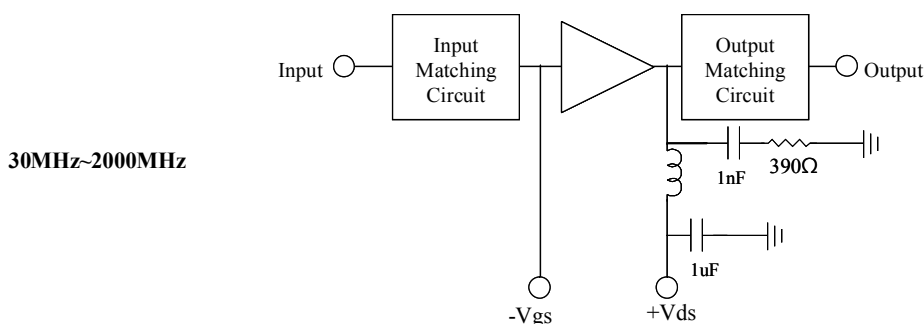 Input
Input
Matching
Circuit
Output
Matching
Circuit
Output
30MHz~2000MHz
1nF
390Ω
1uF
-Vgs
+Vds